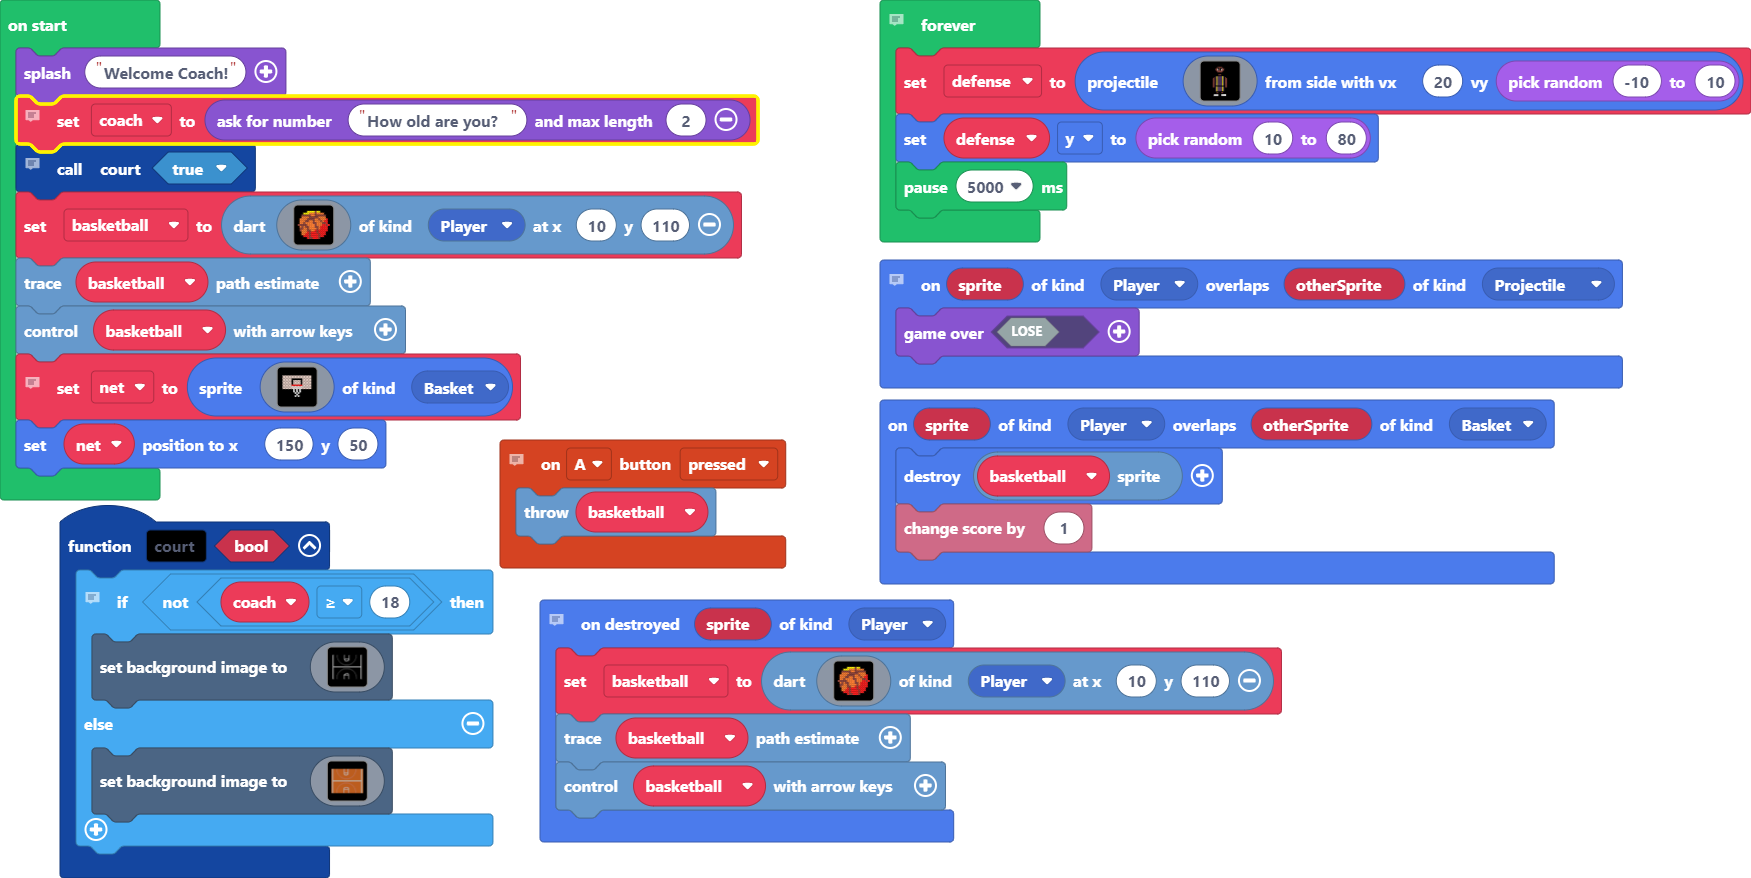 on start
splash "Welcome Coach!"
set coach to ask for number "How old are you? " and max length 2
call court true
set basketball to dart of kind Player at x 10 y 110
trace basketball path estimate
control basketball with arrow keys
set net to sprite of kind Basket
set net position to x 150 y 50
function court bool
if not coach ≥ 18 then
set background image to
else
set background image to
on A button pressed
throw basketball
forever
set defense to projectile from side with vx 20 vy pick random -10 to 10
set defense y to pick random 10 to 80
pause 5000 ms
on sprite of kind Player overlaps otherSprite of kind Projectile
game over LOSE
on sprite of kind Player overlaps otherSprite of kind Basket
destroy basketball sprite
change score by 1
on destroyed sprite of kind Player
set basketball to dart of kind Player at x 10 y 110
trace basketball path estimate
control basketball with arrow keys